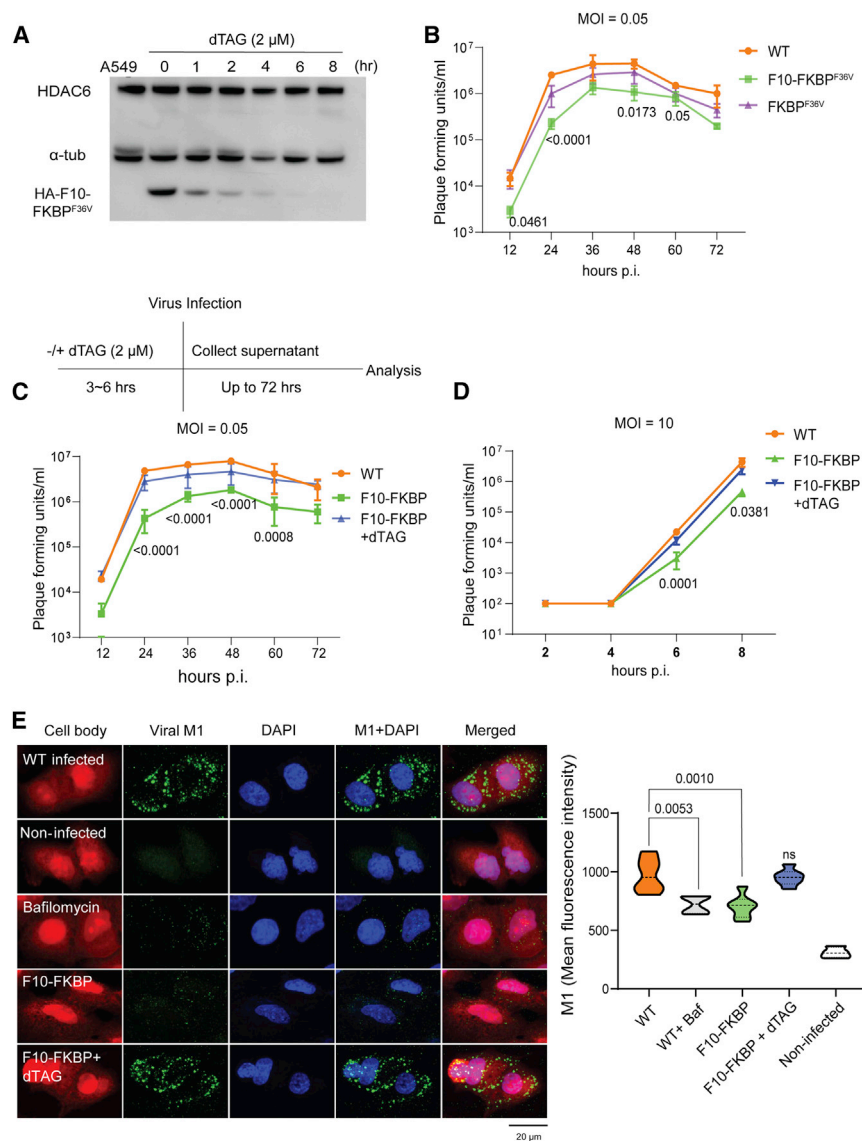 A
dTAG (2 µM)
A549 0 1 2 4 6 8 (hr)
HDAC6
α-tub
HA-F10-
FKBPF36V
B
MOI = 0.05
Plaque forming units/ml
10⁷
10⁶
10⁵
10⁴
10³
WT
F10-FKBPF36V
FKBPF36V
0.0461
<0.0001
0.0173
0.05
12 24 36 48 60 72
hours p.i.
Virus Infection
-/+ dTAG (2 µM) Collect supernatant
Analysis
3~6 hrs Up to 72 hrs
C
MOI = 0.05
Plaque forming units/ml
10⁷
10⁶
10⁵
10⁴
10³
WT
F10-FKBP
F10-FKBP
+dTAG
<0.0001
<0.0001
<0.0001
0.0008
12 24 36 48 60 72
hours p.i.
D
MOI = 10
Plaque forming units/ml
10⁷
10⁶
10⁵
10⁴
10³
10²
10¹
WT
F10-FKBP
F10-FKBP
+dTAG
0.0001
0.0381
2 4 6 8
hours p.i.
E
Cell body Viral M1 DAPI M1+DAPI Merged
WT infected
Non-infected
Bafilomycin
F10-FKBP
F10-FKBP+
dTAG
20 µm
M1 (Mean fluorescence intensity)
1500
1000
500
0
0.0010
0.0053
ns
WT
WT+ Baf
F10-FKBP
F10-FKBP + dTAG
Non-infected